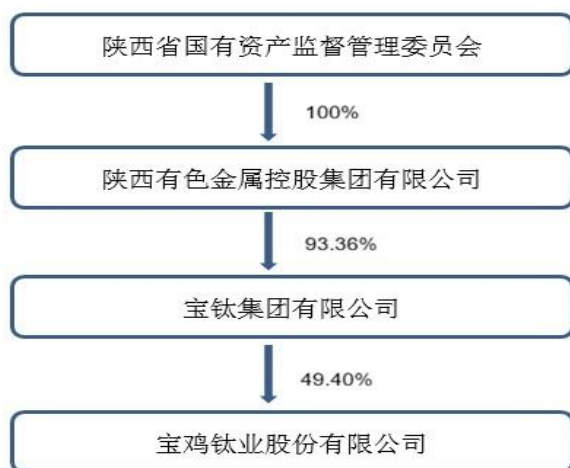 陕西省国有资产监督管理委员会
100%
陕西有色金属控股集团有限公司
93.36%
宝钛集团有限公司
49.40%
宝鸡钛业股份有限公司